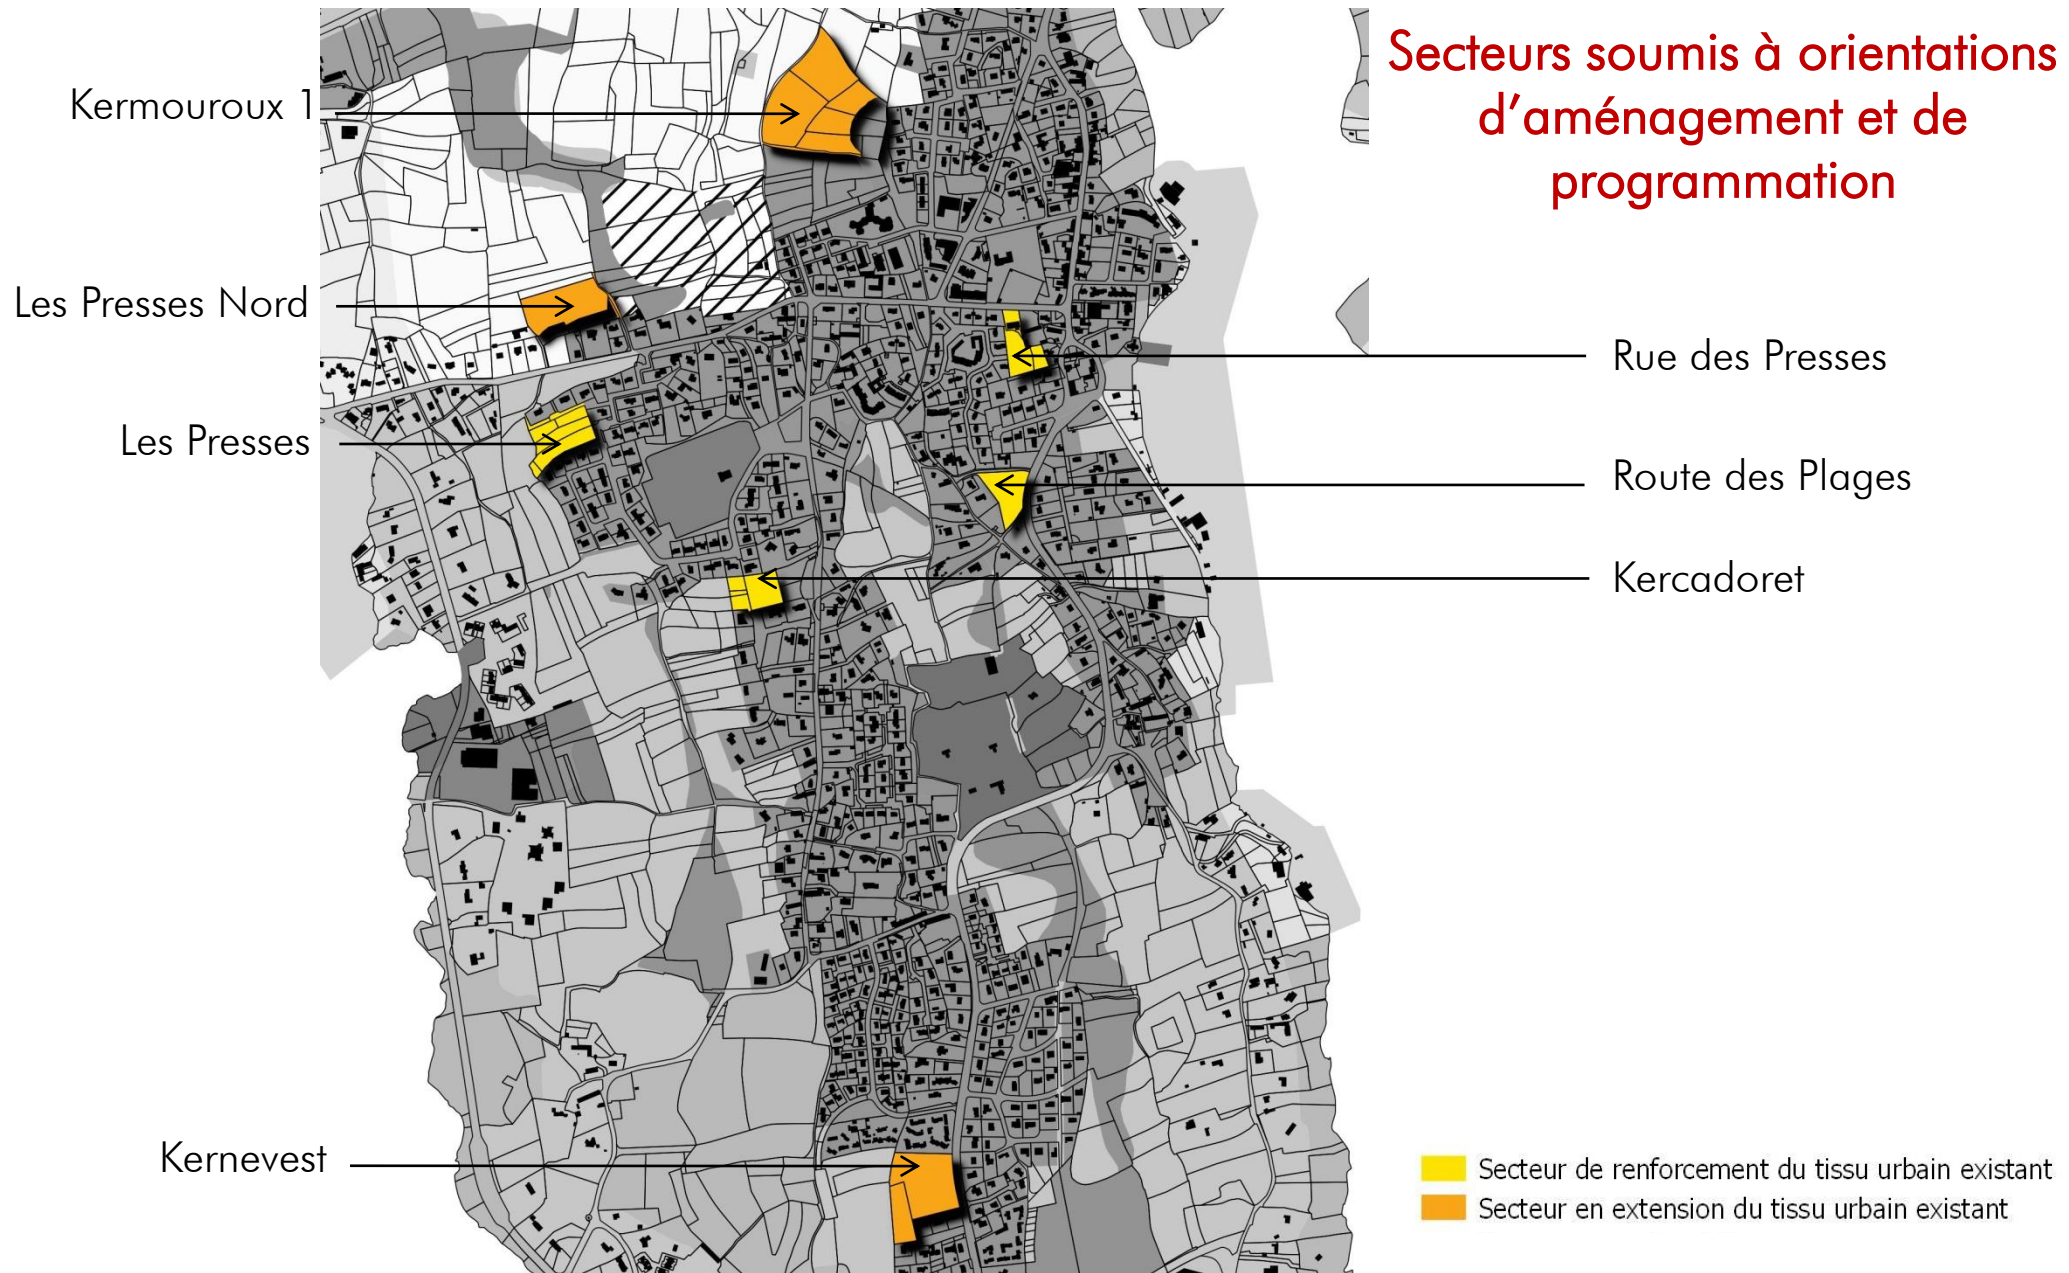 Secteurs soumis à orientations
d’aménagement et de
programmation
Kermouroux 1
Les Presses Nord
Les Presses
Rue des Presses
Route des Plages
Kercadoret
Kernevest
Secteur de renforcement du tissu urbain existant
Secteur en extension du tissu urbain existant